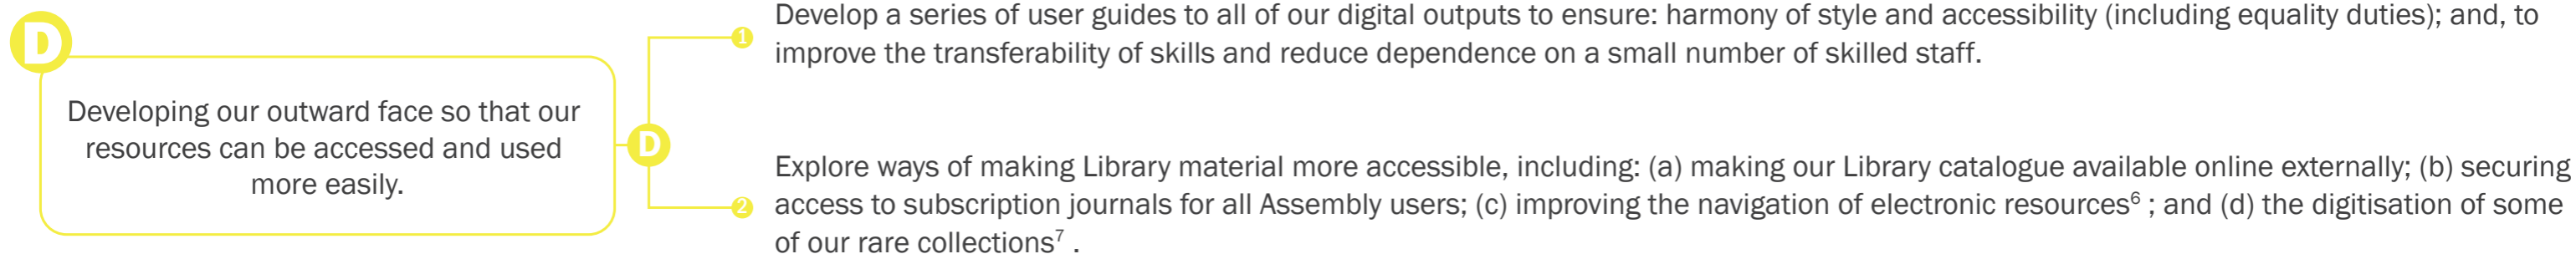 D
Developing our outward face so that our
resources can be accessed and used
more easily.
D
1
Develop a series of user guides to all of our digital outputs to ensure: harmony of style and accessibility (including equality duties); and, to
improve the transferability of skills and reduce dependence on a small number of skilled staff.
2
Explore ways of making Library material more accessible, including: (a) making our Library catalogue available online externally; (b) securing
access to subscription journals for all Assembly users; (c) improving the navigation of electronic resources⁶ ; and (d) the digitisation of some
of our rare collections⁷ .